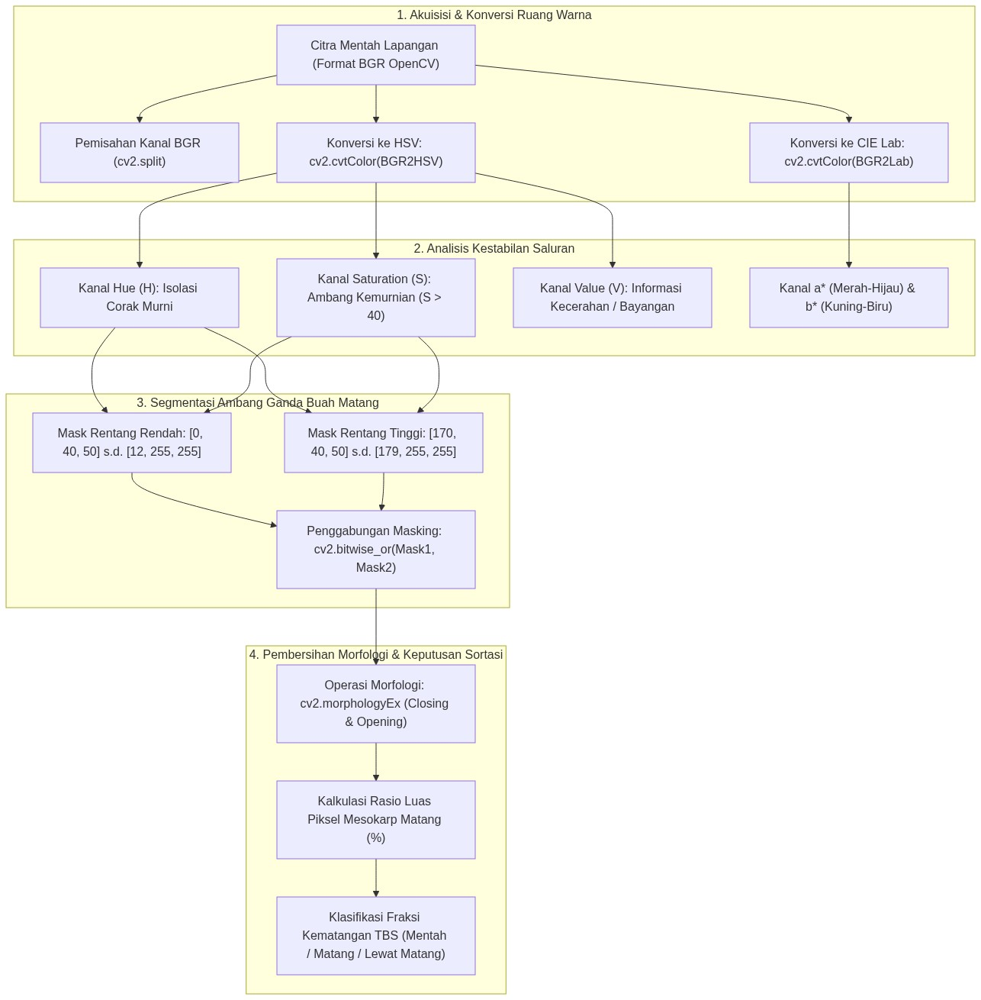 1. Akuisisi & Konversi Ruang Warna
Citra Mentah Lapangan
(Format BGR OpenCV)
Pemisahan Kanal BGR
(cv2.split)
Konversi ke HSV:
cv2.cvtColor(BGR2HSV)
Konversi ke CIE Lab:
cv2.cvtColor(BGR2Lab)
2. Analisis Kestabilan Saluran
Kanal Hue (H): Isolasi
Corak Murni
Kanal Saturation (S):
Ambang Kemurnian (S >
40)
Kanal Value (V): Informasi
Kecerahan / Bayangan
Kanal a* (Merah-Hijau) &
b* (Kuning-Biru)
3. Segmentasi Ambang Ganda Buah Matang
Mask Rentang Rendah: [0,
40, 50] s.d. [12, 255, 255]
Mask Rentang Tinggi: [170,
40, 50] s.d. [179, 255, 255]
Penggabungan Masking:
cv2.bitwise_or(Mask1,
Mask2)
4. Pembersihan Morfologi & Keputusan Sortasi
Operasi Morfologi:
cv2.morphologyEx (Closing
& Opening)
Kalkulasi Rasio Luas
Piksel Mesokarp Matang
(%)
Klasifikasi Fraksi
Kematangan TBS (Mentah
/ Matang / Lewat Matang)